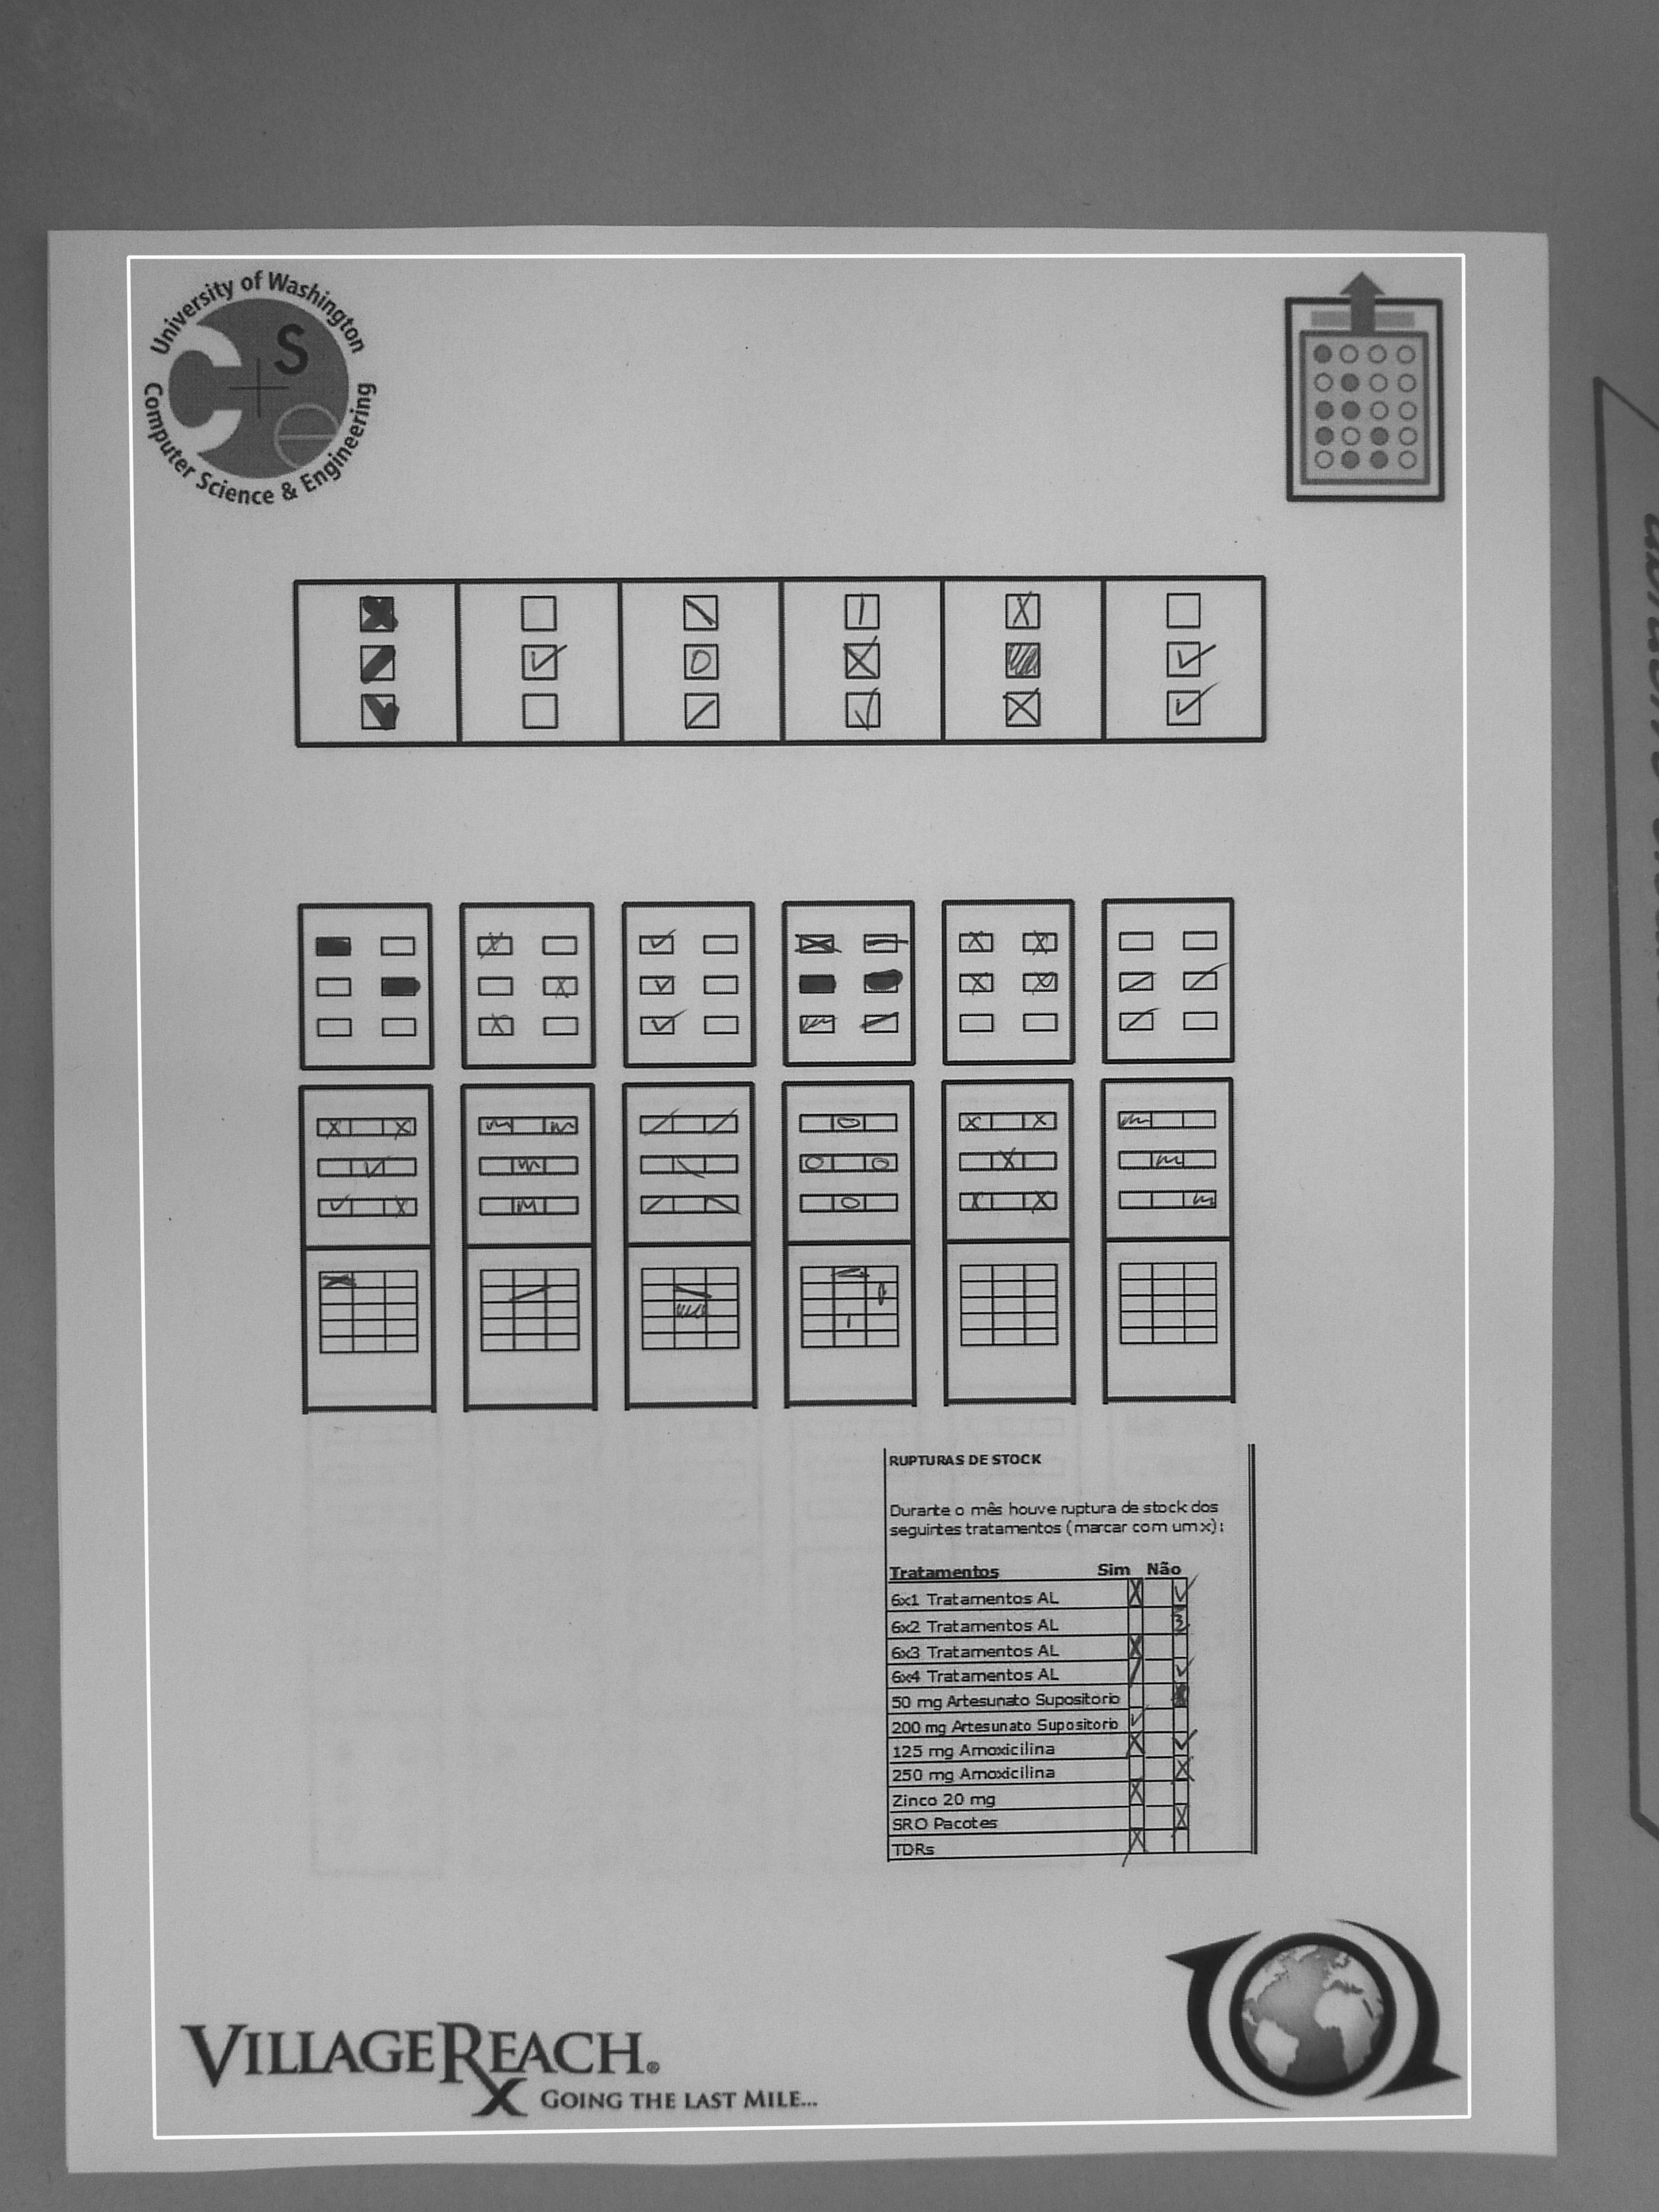 University of Washington
Computer Science & Engineering
C+S
RUPTURAS DE STOCK
Durante o mês houve ruptura de stock dos
seguintes tratamentos (marcar com um x):
Tratamentos Sim Não
6x1 Tratamentos AL
6x2 Tratamentos AL
6x3 Tratamentos AL
6x4 Tratamentos AL
50 mg Artesunato Supositorio
200 mg Artesunato Supositorio
125 mg Amoxicilina
250 mg Amoxicilina
Zinco 20 mg
SRO Pacotes
TDRs
VILLAGEREACH®
GOING THE LAST MILE...